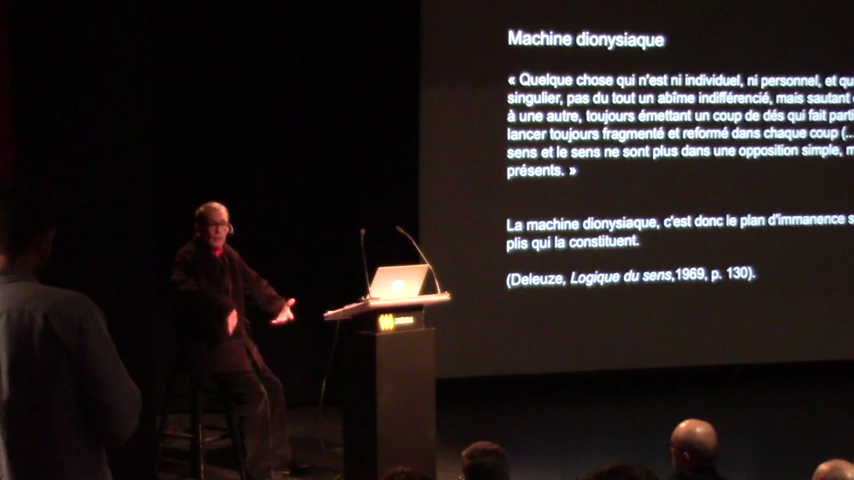 Machine dionysiaque
« Quelque chose qui n'est ni individuel, ni personnel, et
singulier, pas du tout un abîme indifférencié, mais sautant
à une autre, toujours émettant un coup de dés qui fait
lancer toujours fragmenté et reformé dans chaque coup (...
sens et le sens ne sont plus dans une opposition simple,
présents. »
La machine dionysiaque, c'est donc le plan d'immanence
plis qui la constituent.
(Deleuze, Logique du sens,1969, p. 130).